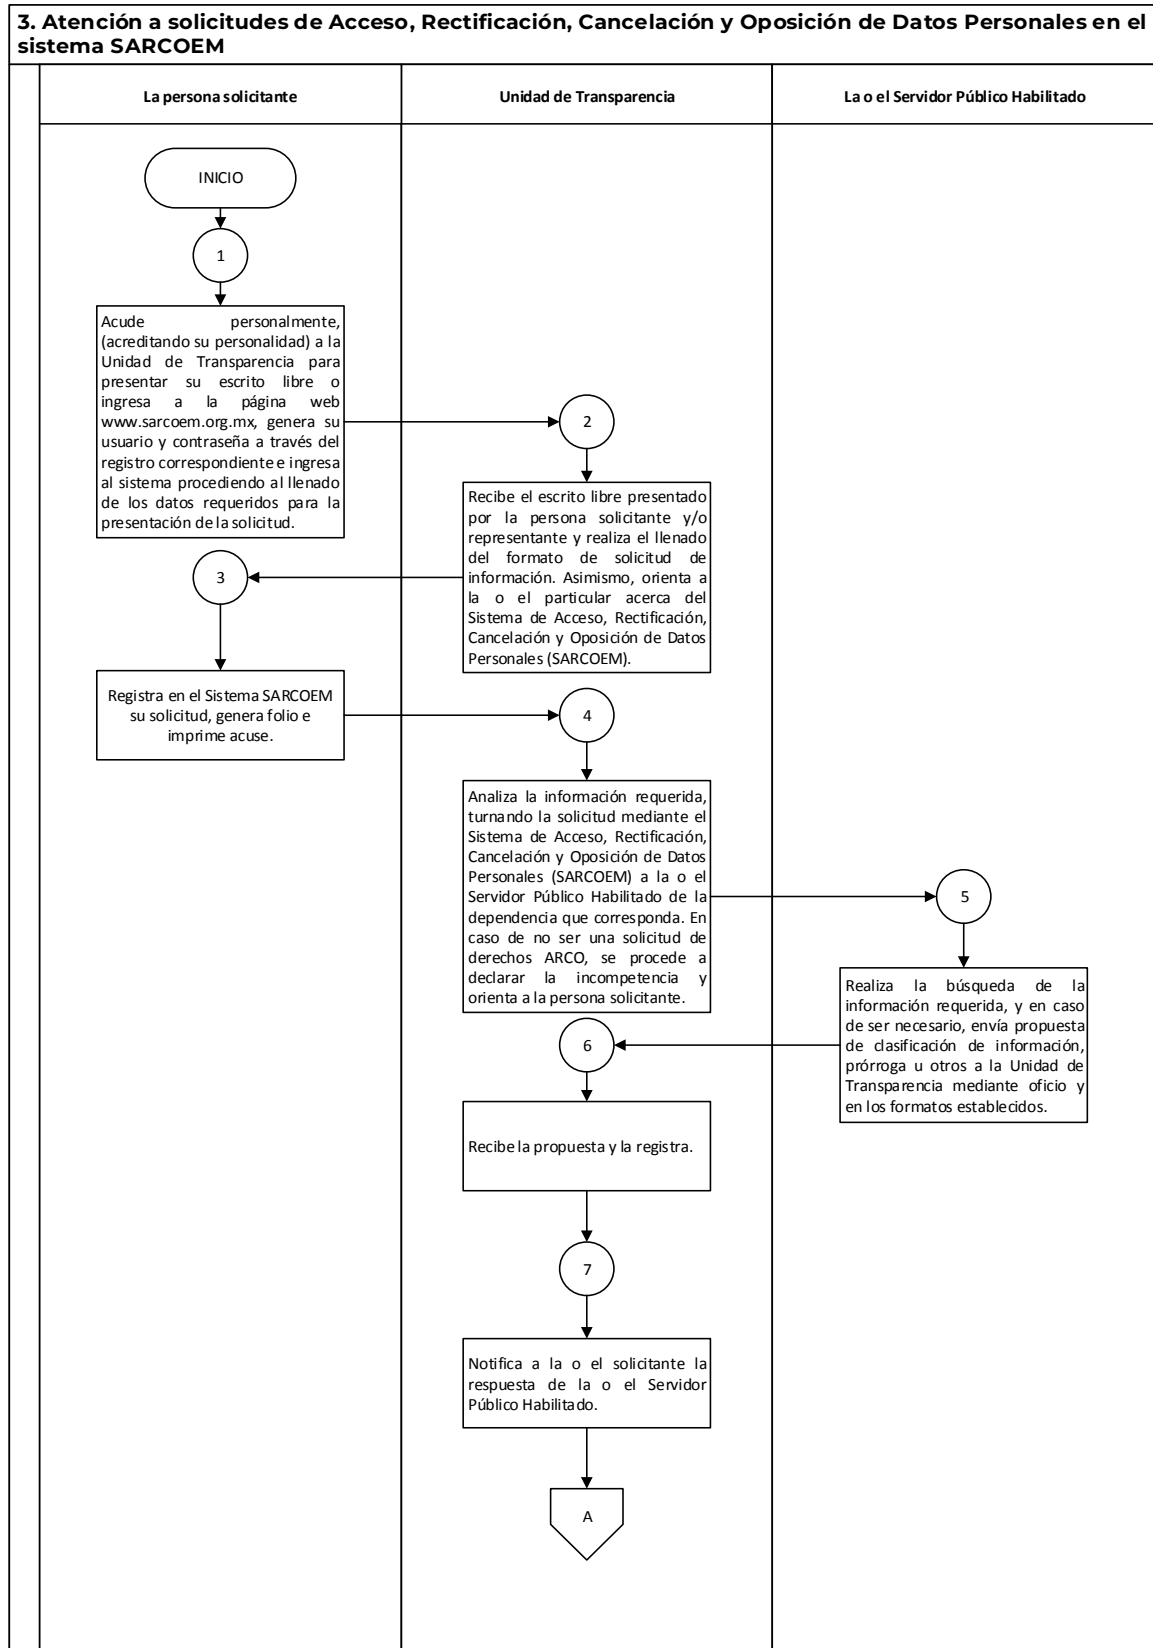 3. Atención a solicitudes de Acceso, Rectificación, Cancelación y Oposición de Datos Personales en el
sistema SARCOEM
La persona solicitante
Unidad de Transparencia
La o el Servidor Público Habilitado
INICIO
1
Acude personalmente,
(acreditando su personalidad) a la
Unidad de Transparencia para
presentar su escrito libre o
ingresa a la página web
www.sarcoem.org.mx, genera su
usuario y contraseña a través del
registro correspondiente e ingresa
al sistema procediendo al llenado
de los datos requeridos para la
presentación de la solicitud.
2
Recibe el escrito libre presentado
por la persona solicitante y/o
representante y realiza el llenado
del formato de solicitud de
información. Asimismo, orienta a
la o el particular acerca del
Sistema de Acceso, Rectificación,
Cancelación y Oposición de Datos
Personales (SARCOEM).
3
Registra en el Sistema SARCOEM
su solicitud, genera folio e
imprime acuse.
4
Analiza la información requerida,
turnando la solicitud mediante el
Sistema de Acceso, Rectificación,
Cancelación y Oposición de Datos
Personales (SARCOEM) a la o el
Servidor Público Habilitado de la
dependencia que corresponda. En
caso de no ser una solicitud de
derechos ARCO, se procede a
declarar la incompetencia y
orienta a la persona solicitante.
5
Realiza la búsqueda de la
información requerida, y en caso
de ser necesario, envía propuesta
de clasificación de información,
prórroga u otros a la Unidad de
Transparencia mediante oficio y
en los formatos establecidos.
6
Recibe la propuesta y la registra.
7
Notifica a la o el solicitante la
respuesta de la o el Servidor
Público Habilitado.
A